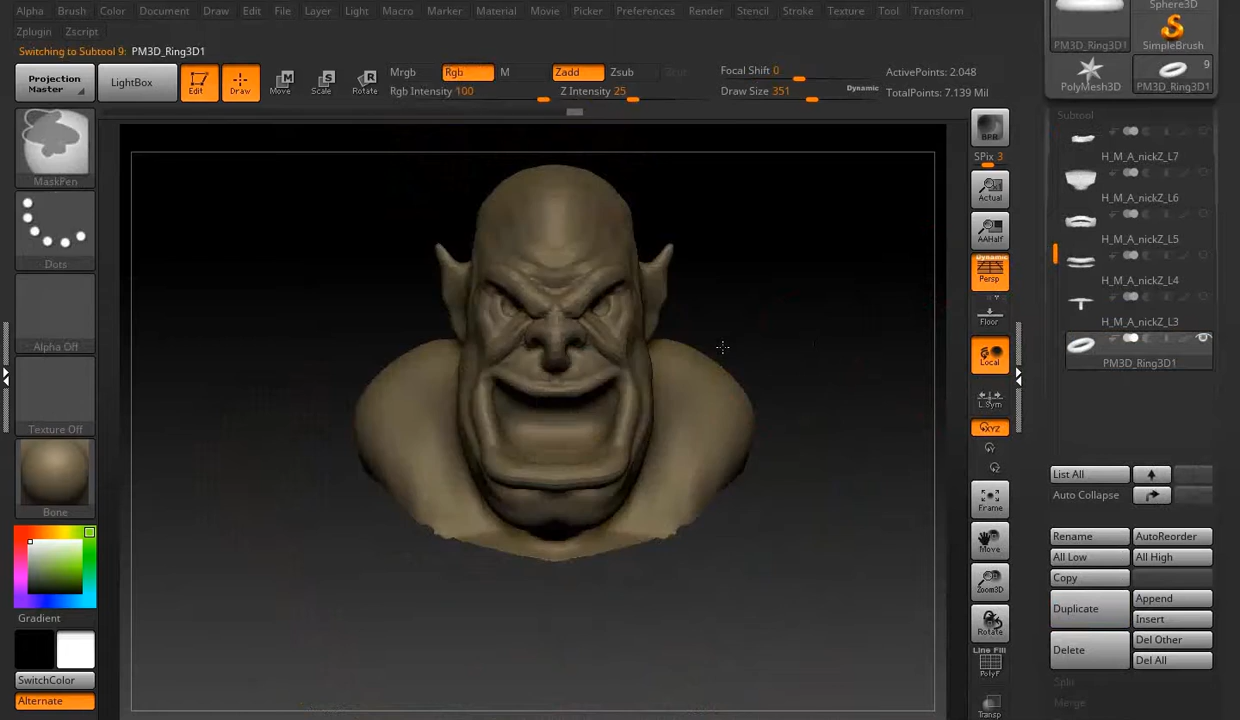 Alpha Brush Color Document Draw Edit File Layer Light Macro Marker Material Movie Picker Preferences Render Stencil Stroke Texture Tool Transform
Zplugin Zscript
Switching to Subtool 9: PM3D_Ring3D1
Projection Master
LightBox
Edit
Draw
Move
Scale
Rotate
Mrgb Rgb M
Rgb Intensity 100
Zadd Zsub Zcut
Z Intensity 25
Focal Shift 0
Draw Size 351
Dynamic
ActivePoints: 2.048
TotalPoints: 7.139 Mil
Sphere3D
PM3D_Ring3D1
SimpleBrush
PolyMesh3D
9
PM3D_Ring3D1
MaskPen
Dots
Alpha Off
Texture Off
Bone
Gradient
SwitchColor
Alternate
BPR
SPix 3
Actual
AAHalf
Dynamic
Persp
Floor
Local
L.Sym
XYZ
Frame
Move
Zoom3D
Rotate
Line Fill
PolyF
Transp
Subtool
H_M_A_nickZ_L7
H_M_A_nickZ_L6
H_M_A_nickZ_L5
H_M_A_nickZ_L4
H_M_A_nickZ_L3
PM3D_Ring3D1
List All
Auto Collapse
Rename AutoReorder
All Low All High
Copy
Duplicate
Append
Insert
Delete
Del Other
Del All
Split
Merge